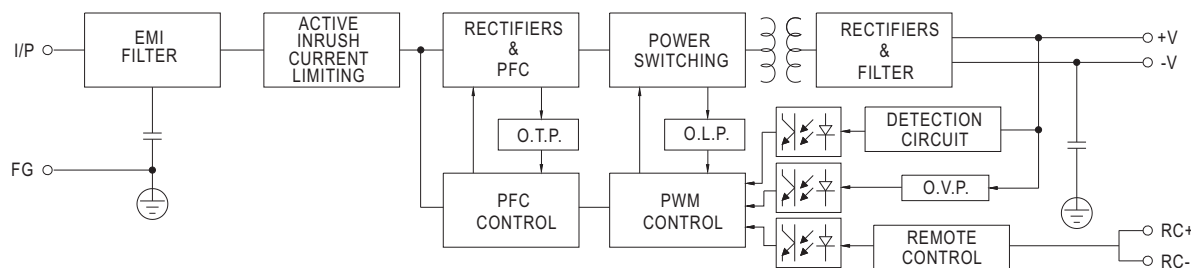 I/P
EMI
FILTER
ACTIVE
INRUSH
CURRENT
LIMITING
RECTIFIERS
&
PFC
POWER
SWITCHING
RECTIFIERS
&
FILTER
+V
-V
O.T.P.
O.L.P.
DETECTION
CIRCUIT
FG
PFC
CONTROL
PWM
CONTROL
O.V.P.
REMOTE
CONTROL
RC+
RC-